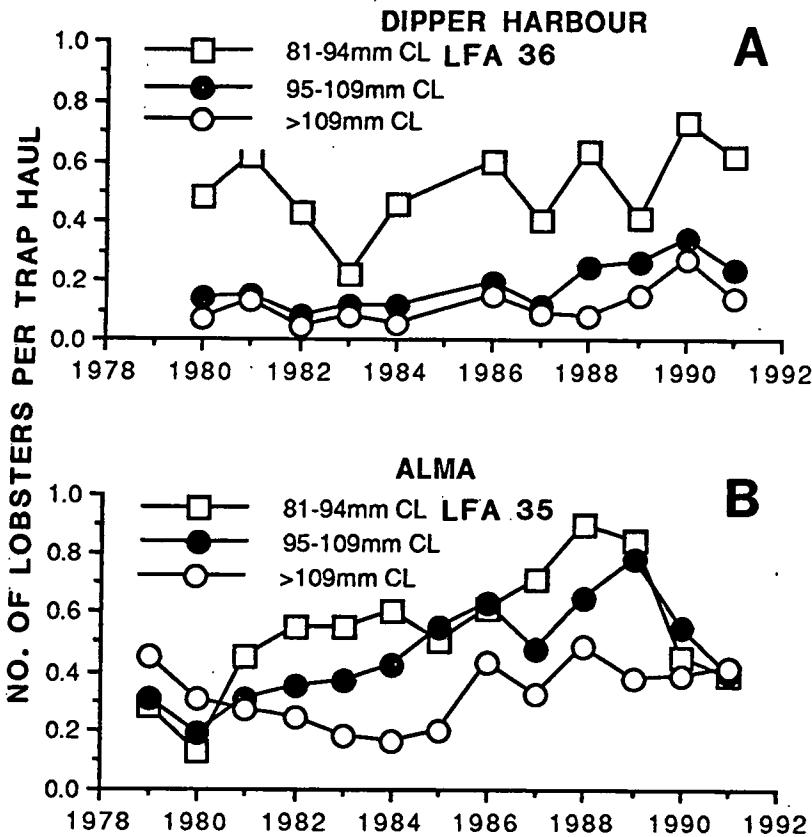 NO. OF LOBSTERS PER TRAP HAUL
DIPPER HARBOUR
LFA 36
A
81-94mm CL
95-109mm CL
>109mm CL
1.0
0.8
0.6
0.4
0.2
0.0
1978 1980 1982 1984 1986 1988 1990 1992
ALMA
LFA 35
B
81-94mm CL
95-109mm CL
>109mm CL
1.0
0.8
0.6
0.4
0.2
0.0
1978 1980 1982 1984 1986 1988 1990 1992